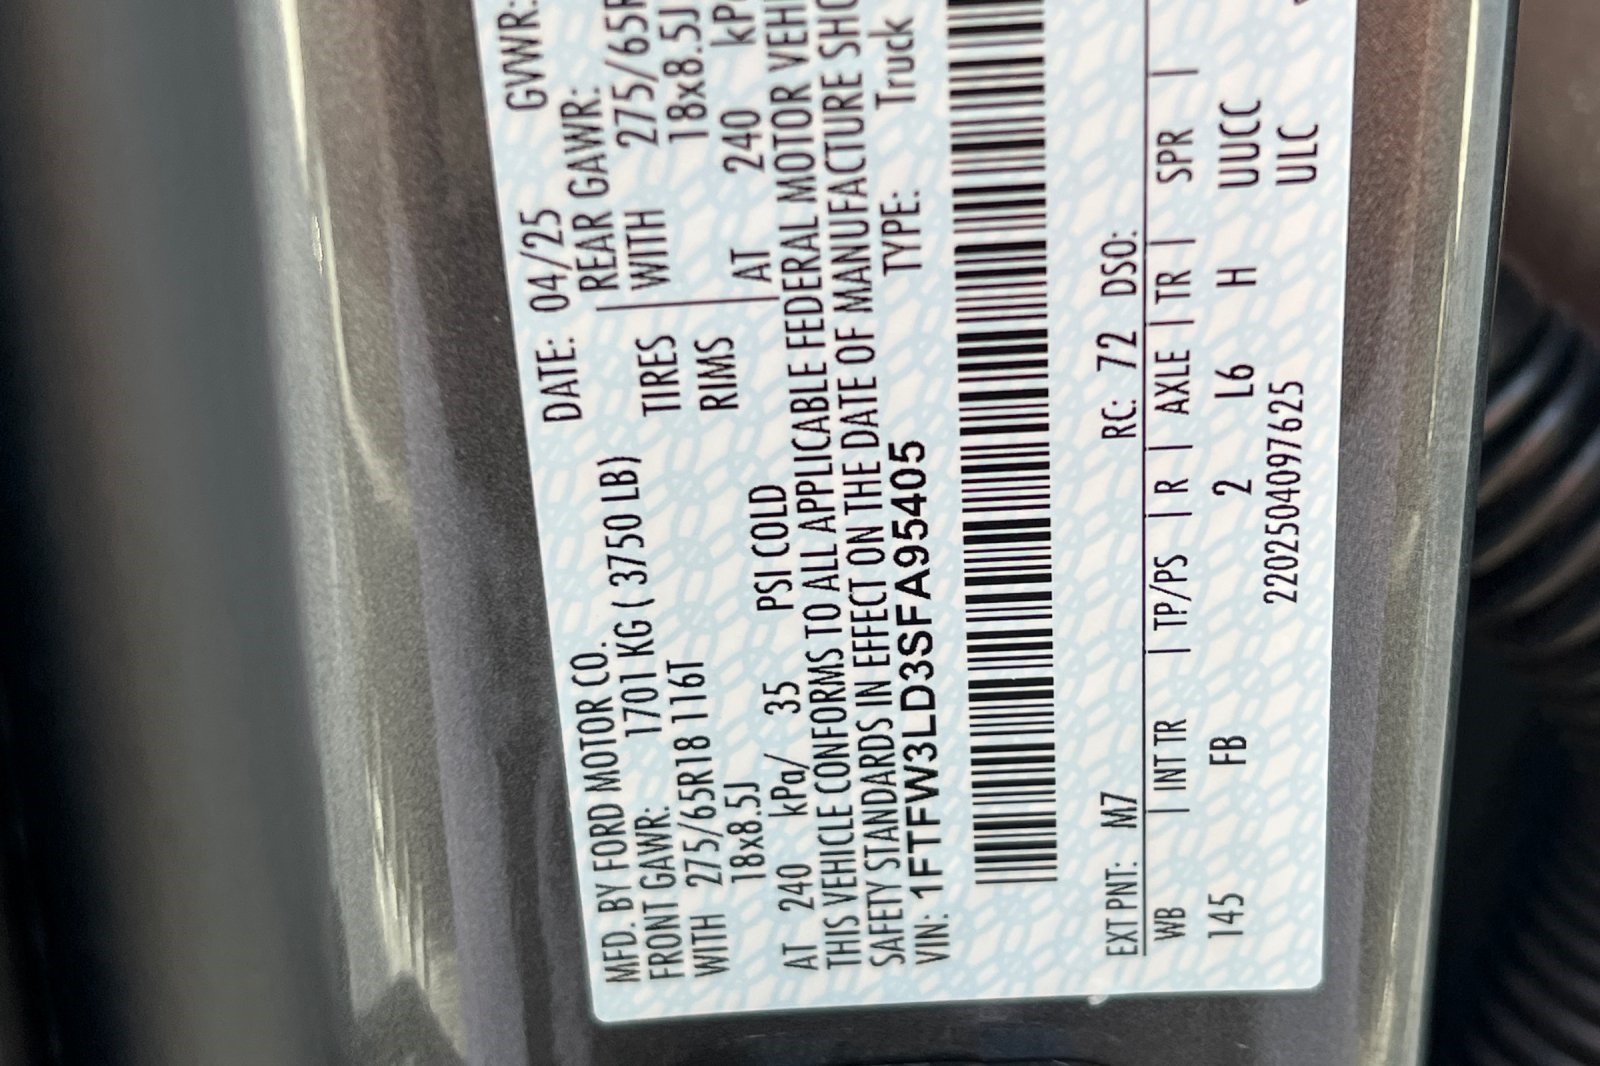 MFD. BY FORD MOTOR CO. DATE: 04/25 GVWR:
FRONT GAWR: 1701 KG ( 3750 LB) REAR GAWR:
WITH 275/65R18 116T TIRES WITH 275/65R
18x8.5J RIMS 18x8.5J
AT 240 kPa/ 35 PSI COLD AT 240
THIS VEHICLE CONFORMS TO ALL APPLICABLE FEDERAL MOTOR
SAFETY STANDARDS IN EFFECT ON THE DATE OF MANUFACTURE
VIN: 1FTFW3LD3SFA95405 TYPE: Truck
EXT PNT: M7 RC: 72 DSO:
WB | INT TR | TP/PS | R | AXLE | TR | SPR |
145 FB 2 L6 H UUCC
220250409762​5 ULC